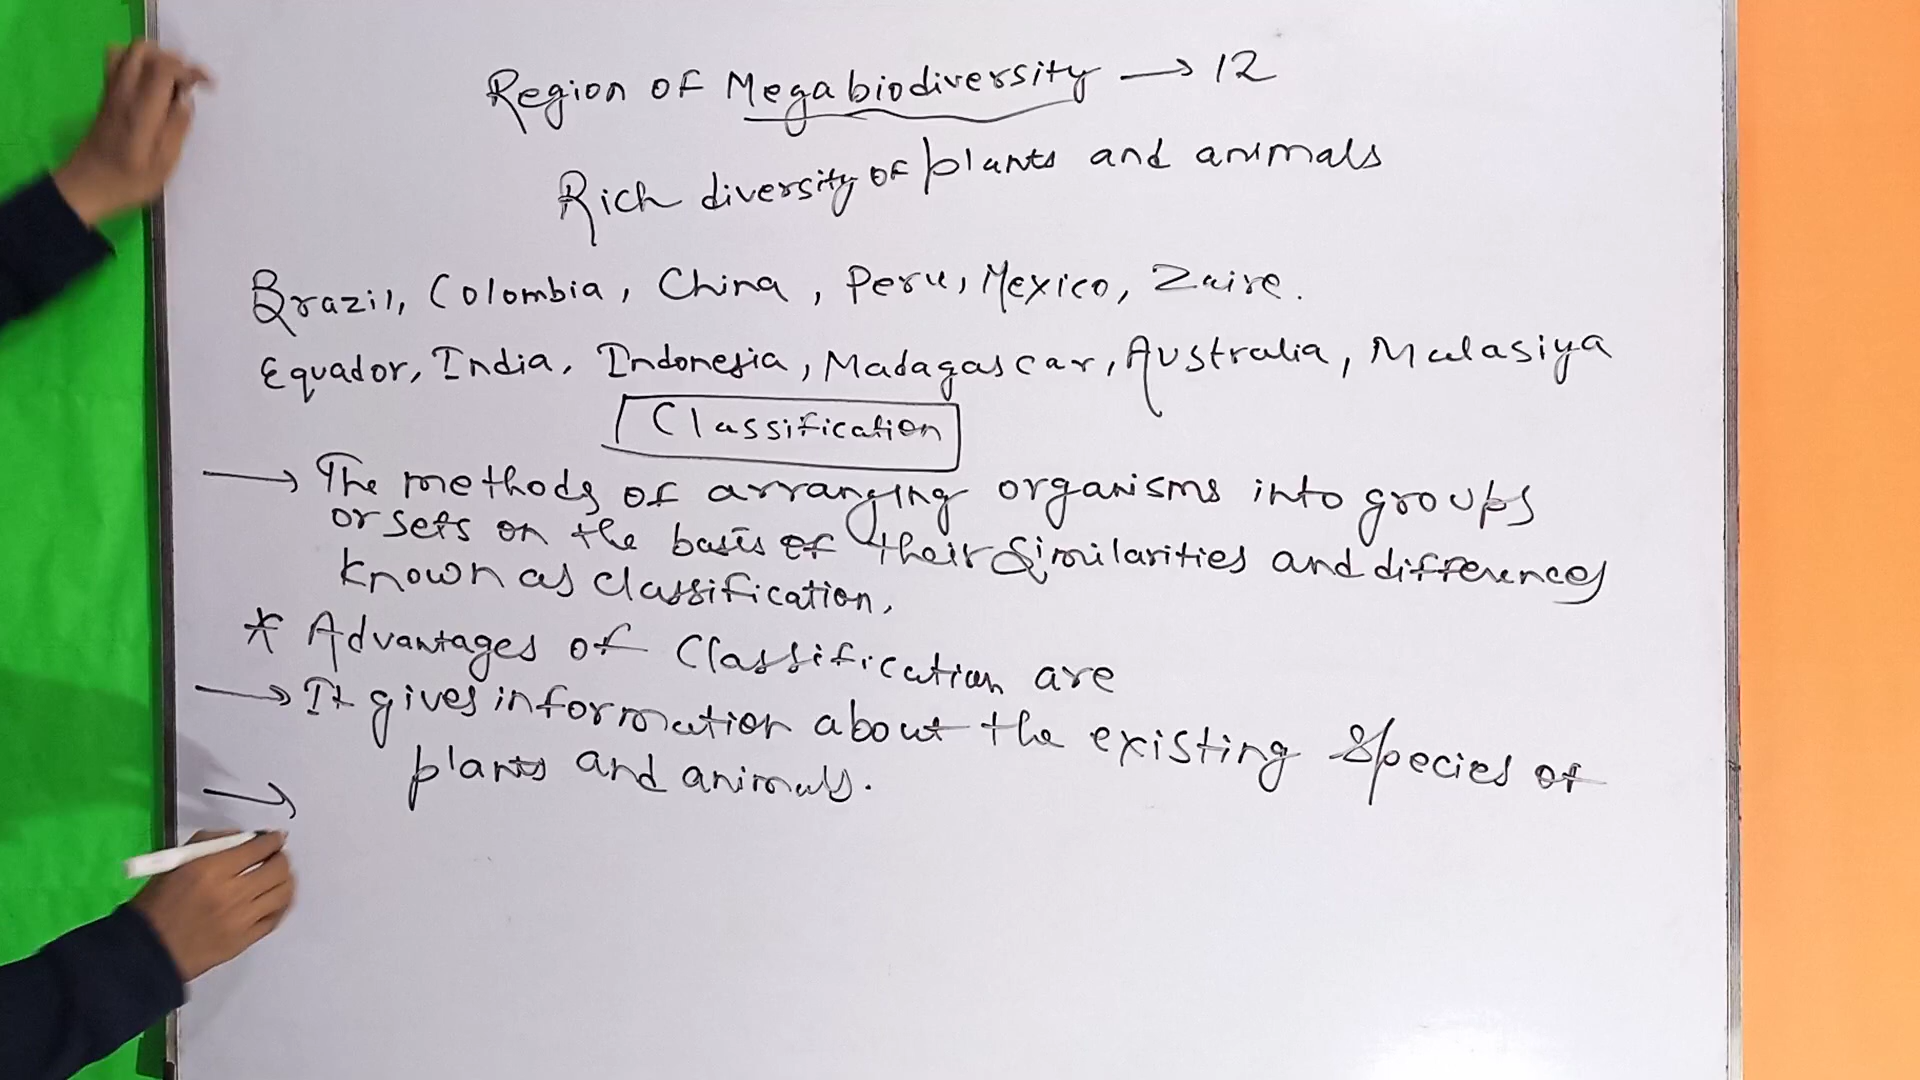 Region of Megabiodiversity → 12
Rich diversity of plants and animals
Brazil, Colombia, China, Peru, Mexico, Zaire.
Equador, India, Indonesia, Madagascar, Australia, Malasiya
Classification
→ The methods of arranging organisms into groups
or sets on the basis of their similarities and differences
known as classification.
* Advantages of Classification are
→ It gives information about the existing species of
plants and animals.
→